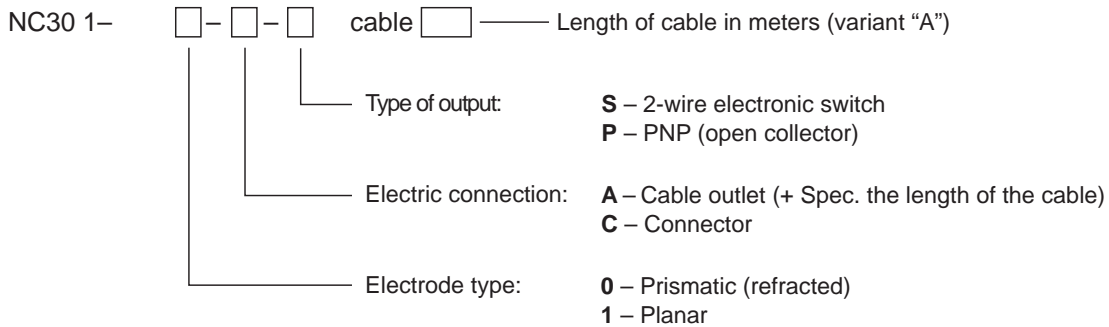 NC30 1– □ – □ – □ cable □ Length of cable in meters (variant “A”)
Type of output: S – 2-wire electronic switch
P – PNP (open collector)
Electric connection: A – Cable outlet (+ Spec. the length of the cable)
C – Connector
Electrode type: 0 – Prismatic (refracted)
1 – Planar